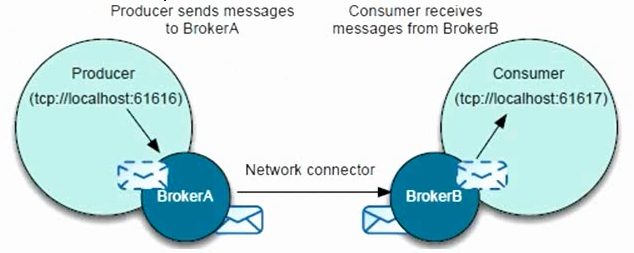 Producer sends messages
to BrokerA
Consumer receives
messages from BrokerB
Producer
(tcp://localhost:61616)
Consumer
(tcp://localhost:61617)
Network connector
BrokerA
BrokerB